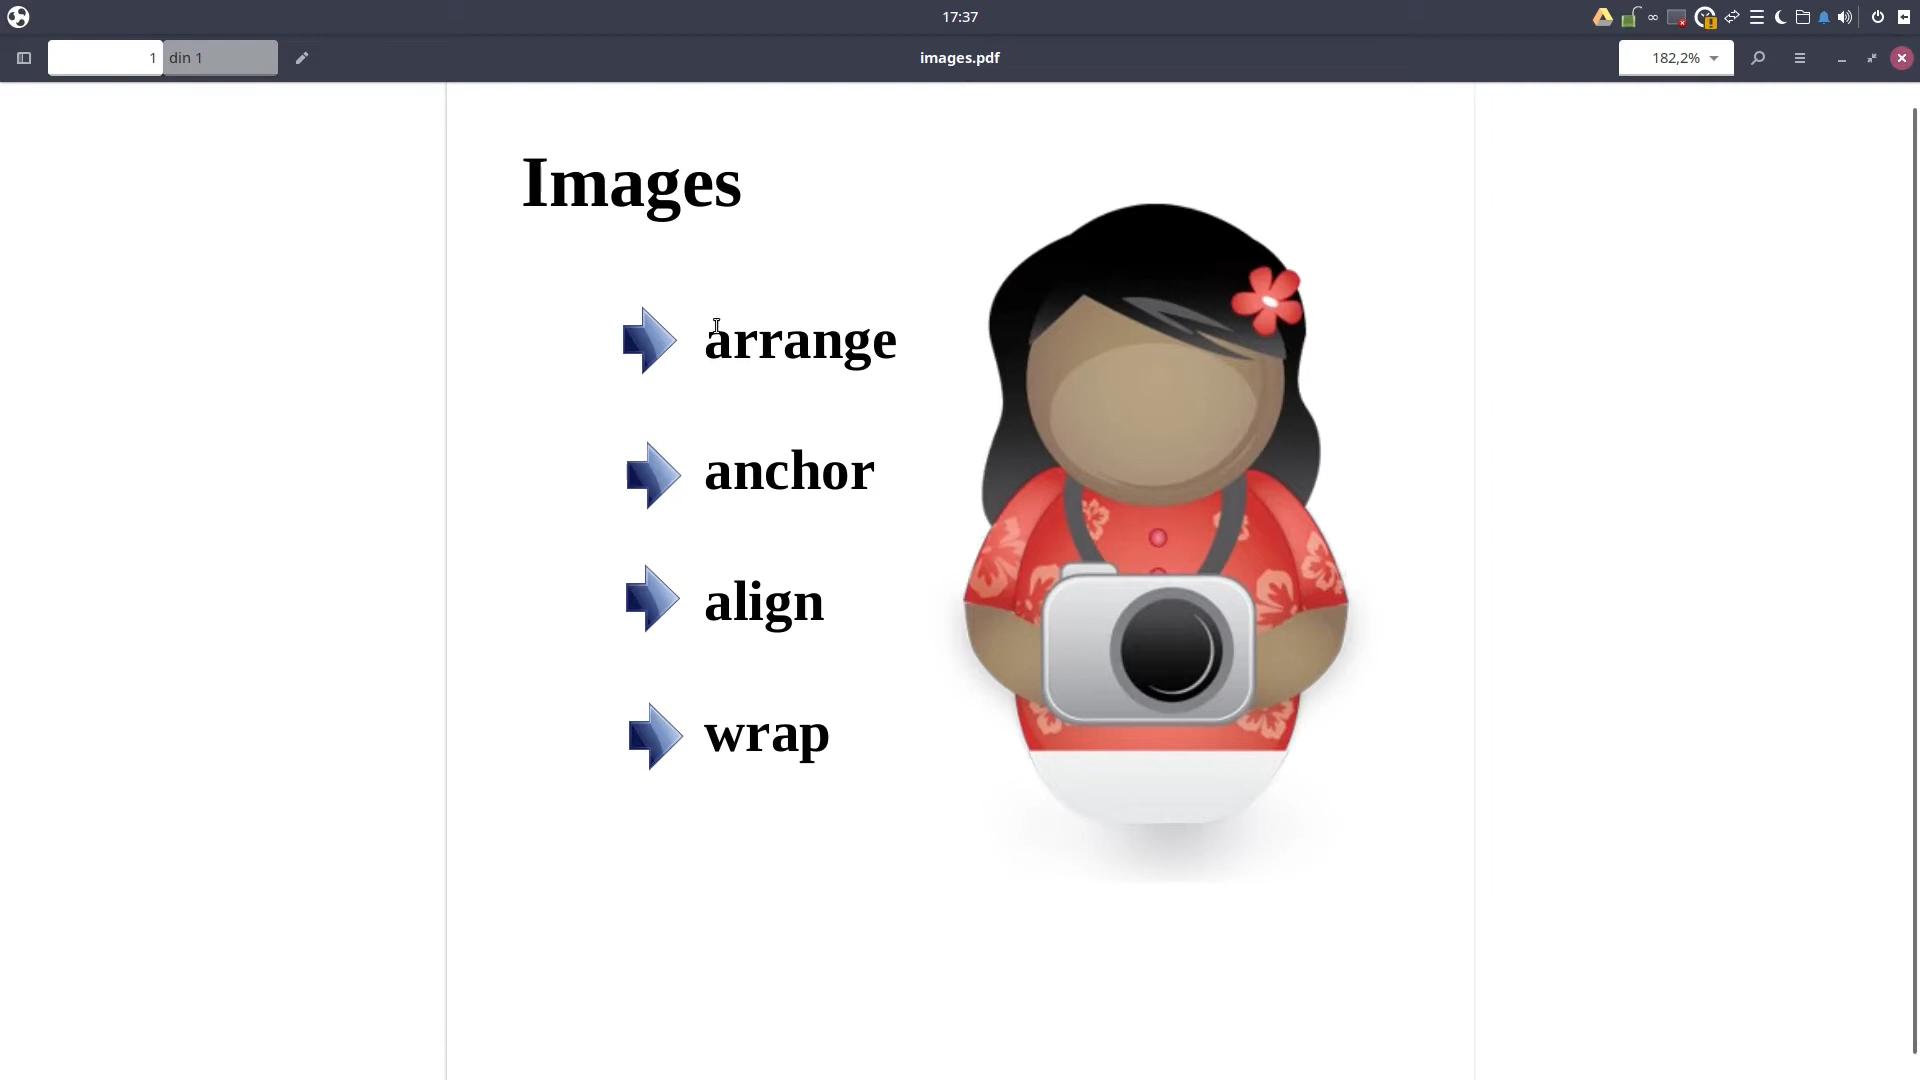 17:37
1 din 1
images.pdf
182,2%
Images
arrange
anchor
align
wrap